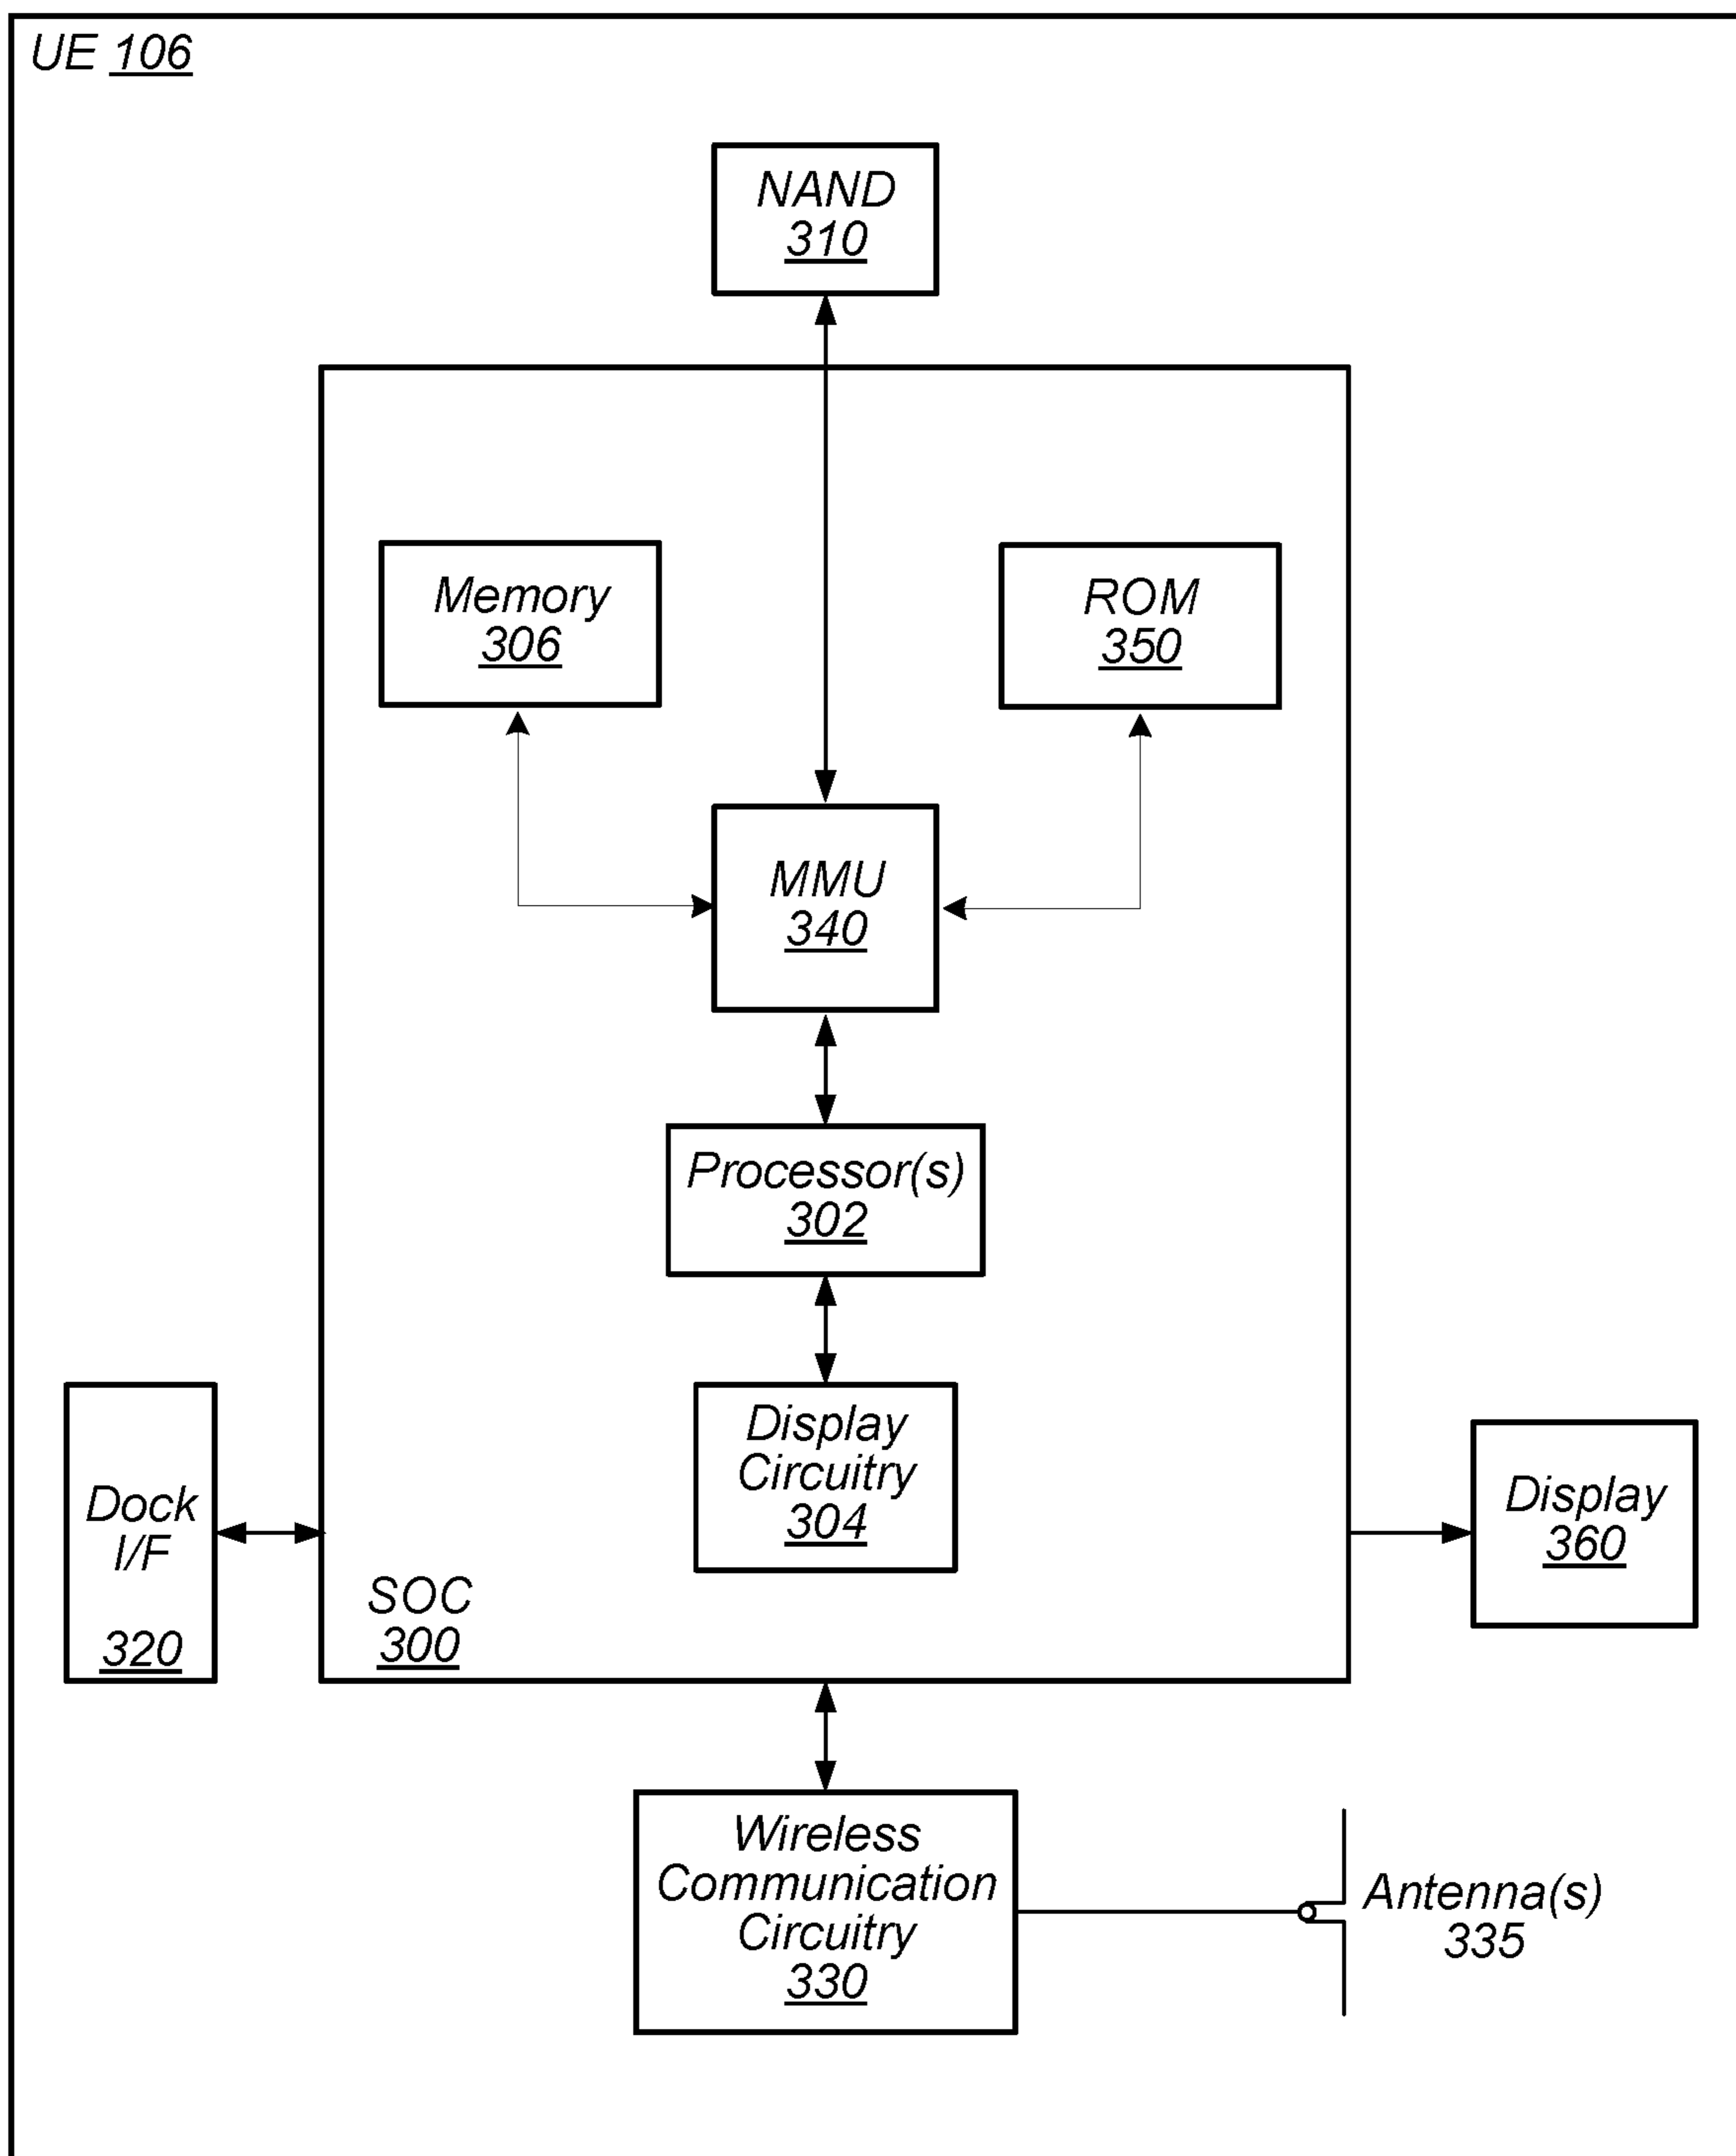 UE 106
NAND
310
Memory
306
ROM
350
MMU
340
Processor(s)
302
Display
Circuitry
304
Dock
I/F
320
SOC
300
Display
360
Wireless
Communication
Circuitry
330
Antenna(s)
335